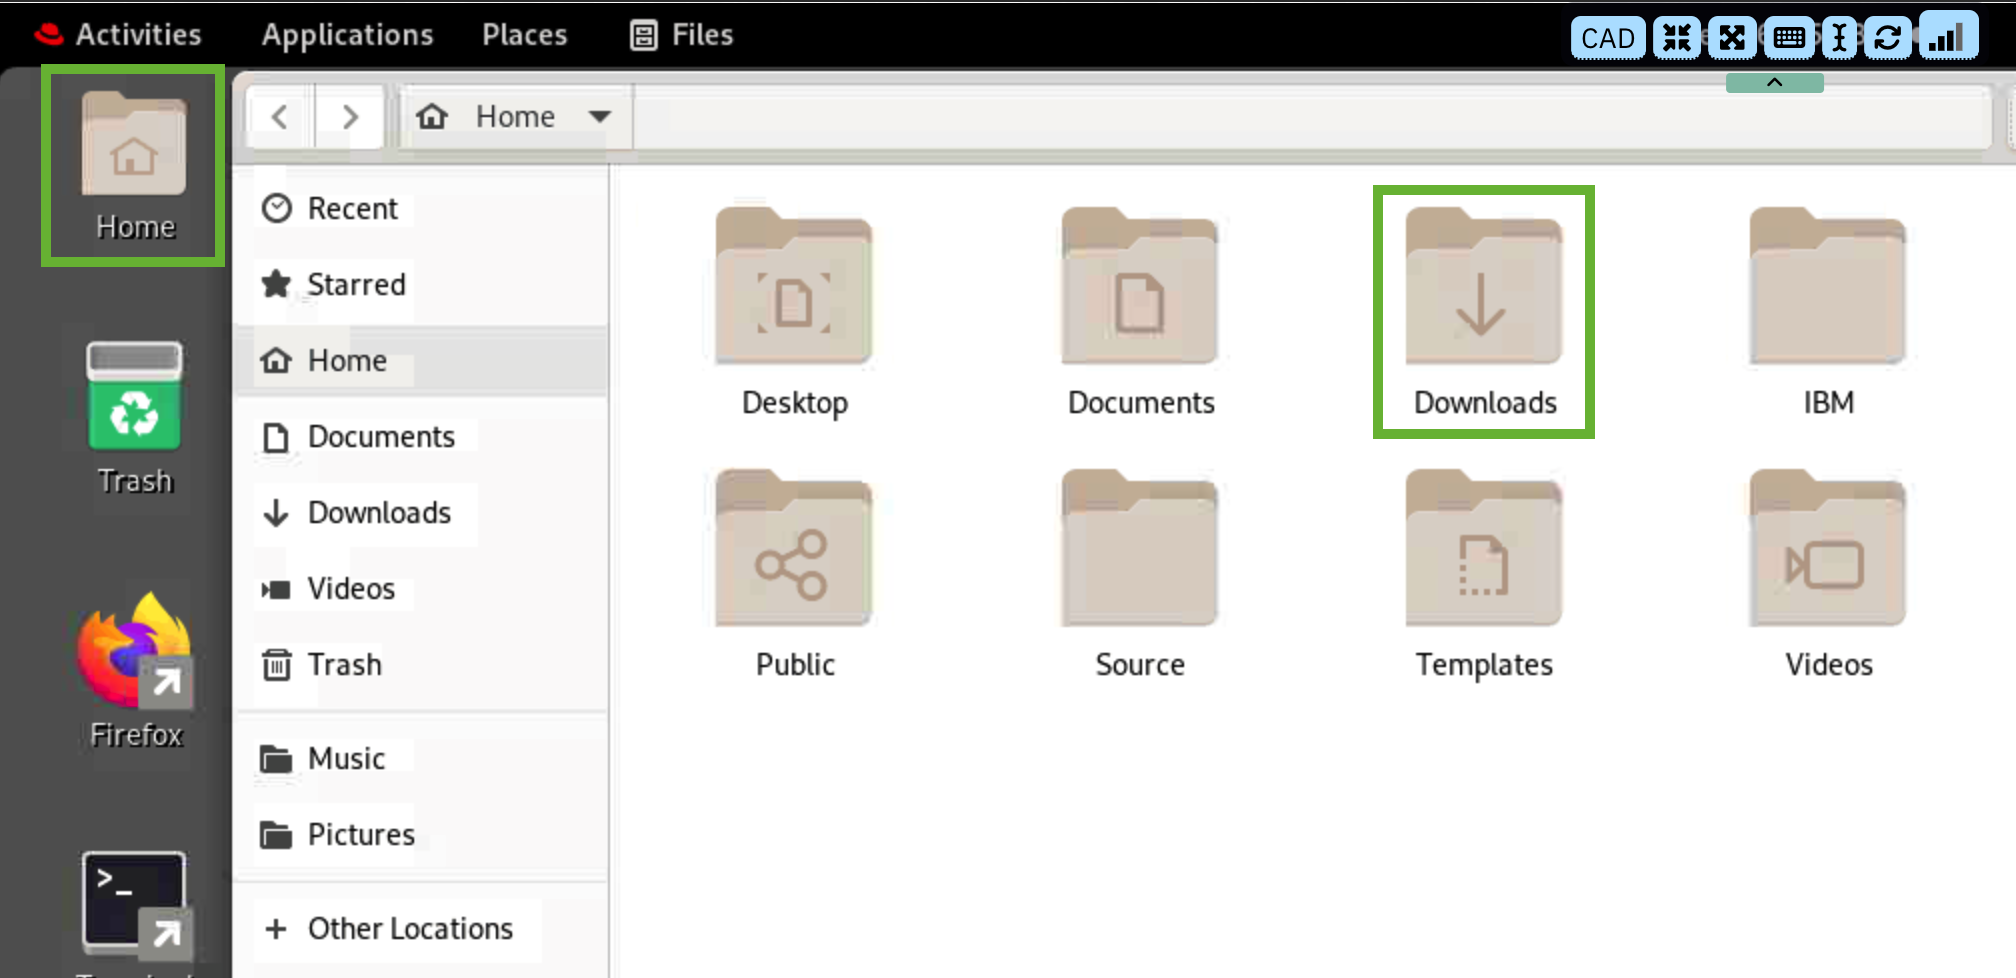 Activities Applications Places Files CAD
Home
Trash
Firefox
Home
Recent
Starred
Home
Documents
Downloads
Videos
Trash
Music
Pictures
Other Locations
Desktop Documents Downloads IBM
Public Source Templates Videos